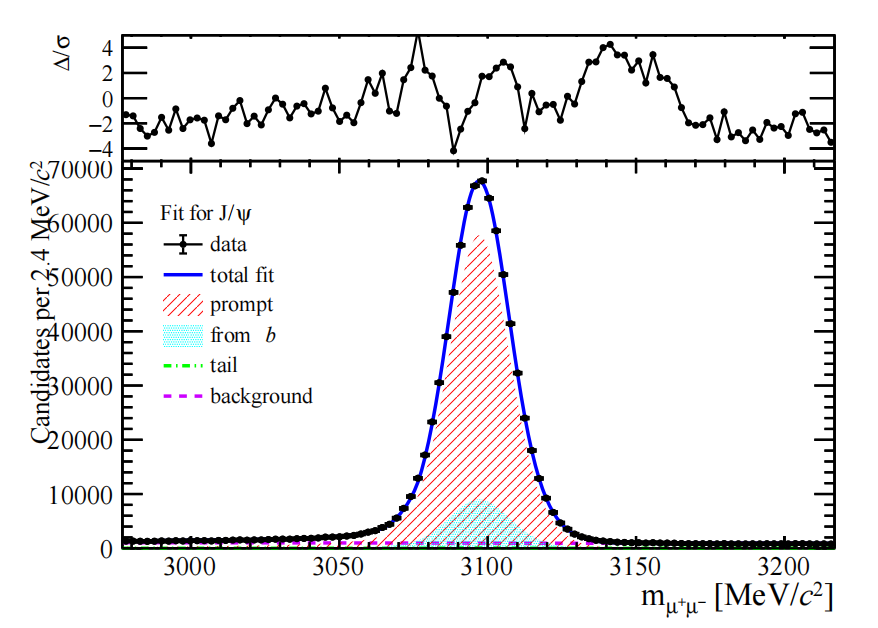 Δ/σ
4
2
0
−2
−4
Candidates per 2.4 MeV/c²
70000
60000
50000
40000
30000
20000
10000
0
Fit for J/ψ
data
total fit
prompt
from b
tail
background
3000 3050 3100 3150 3200
m_μ⁺μ⁻ [MeV/c²]